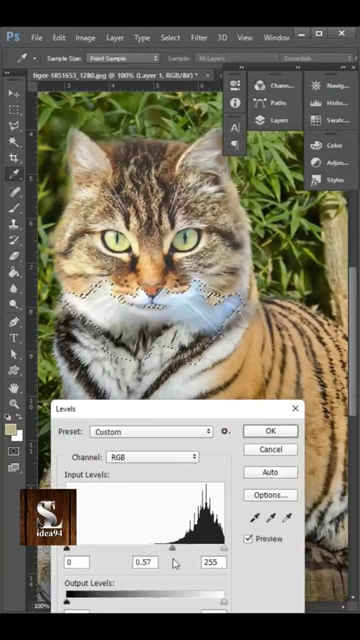 Ps File Edit Image Layer Type Select Filter 3D View Window
Sample Size: Point Sample Sample: All Layers Essentials
tiger-1851653_1280.jpg @ 100% (Layer 1, RGB/8#) *
Chann...
Paths
Layers
Navig...
Histo...
Swatc...
Color
Adjus...
Styles
Levels
Preset: Custom
OK
Channel: RGB
Cancel
Input Levels:
Auto
Options...
Preview
0 0.57 255
Output Levels:
SL
idea94
100%